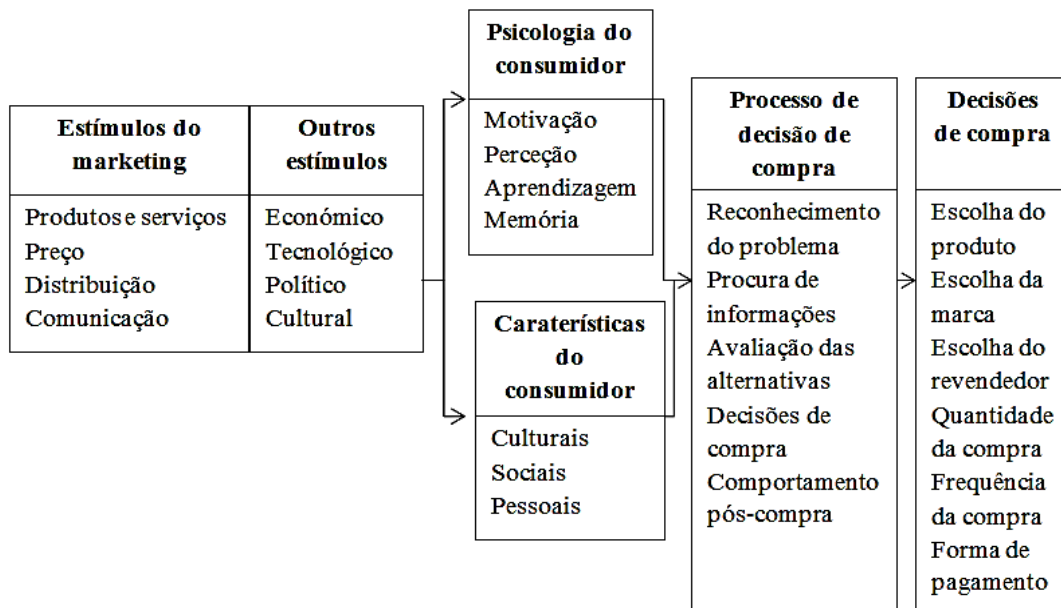 Estímulos do
marketing
Produtos e serviços
Preço
Distribuição
Comunicação
Outros
estímulos
Económico
Tecnológico
Político
Cultural
Psicologia do
consumidor
Motivação
Perceção
Aprendizagem
Memória
Caraterísticas
do
consumidor
Culturais
Sociais
Pessoais
Processo de
decisão de
compra
Reconhecimento
do problema
Procura de
informações
Avaliação das
alternativas
Decisões de
compra
Comportamento
pós-compra
Decisões
de compra
Escolha do
produto
Escolha da
marca
Escolha do
revendedor
Quantidade
da compra
Frequência
da compra
Forma de
pagamento